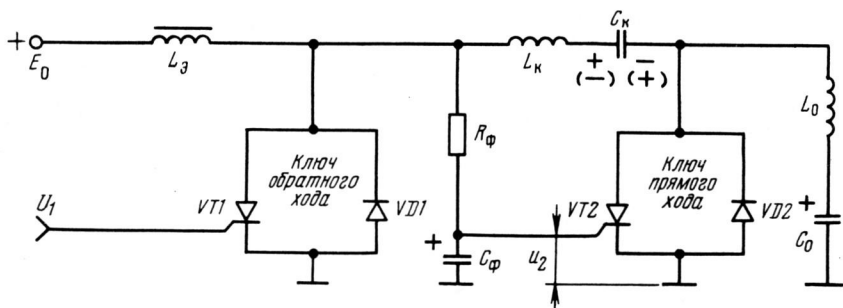 + E₀
Lэ
Lк
Cк
+ −
(−) (+)
L₀
Rф
Ключ
обратного
хода
VT1
VD1
U₁
+
Cф
u₂
Ключ
прямого
хода
VT2
VD2
+
C₀